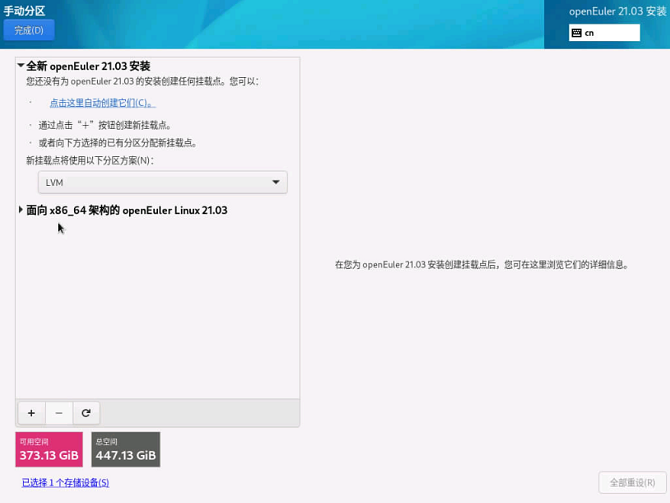 手动分区
openEuler 21.03 安装
完成(D)
cn
全新 openEuler 21.03 安装
您还没有为 openEuler 21.03 的安装创建任何挂载点。您可以：
· 点击这里自动创建它们(C)。
· 通过点击“+”按钮创建新挂载点。
· 或者向下方选择的已有分区分配新挂载点。
新挂载点将使用以下分区方案(N)：
LVM
面向 x86_64 架构的 openEuler Linux 21.03
在您为 openEuler 21.03 安装创建挂载点后，您可在这里浏览它们的详细信息。
可用空间
373.13 GiB
总空间
447.13 GiB
已选择 1 个存储设备(S)
全部重设(R)